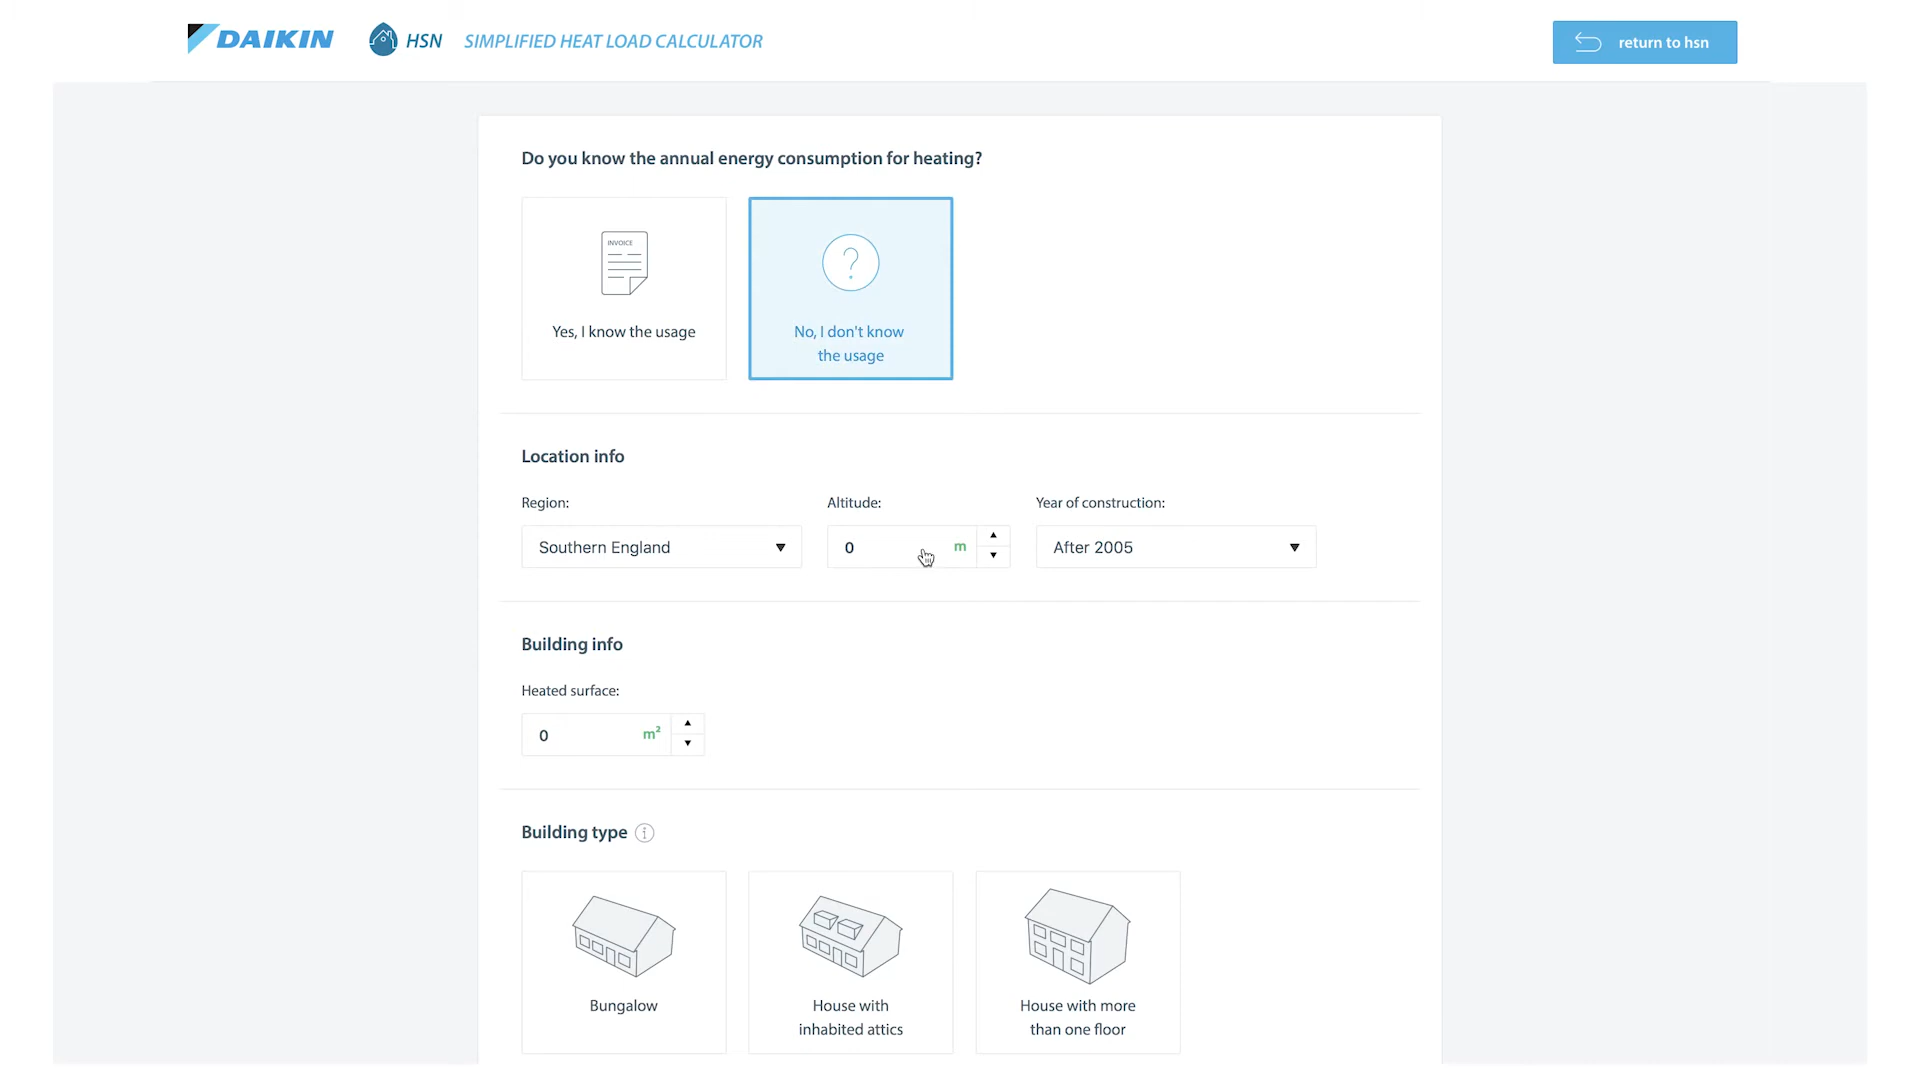 DAIKIN HSN SIMPLIFIED HEAT LOAD CALCULATOR return to hsn
Do you know the annual energy consumption for heating?
INVOICE
Yes, I know the usage
No, I don't know
the usage
Location info
Region: Altitude: Year of construction:
Southern England 0 m After 2005
Building info
Heated surface:
0 m²
Building type
Bungalow
House with
inhabited attics
House with more
than one floor